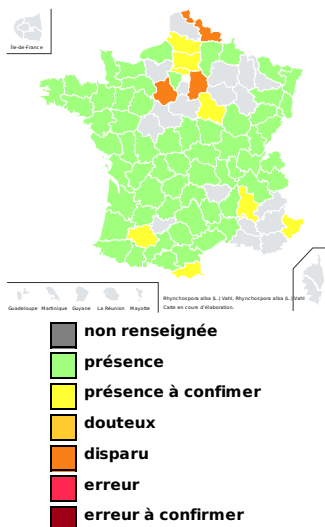 Île-de-France
Rhynchospora alba (L.) Vahl, Rhynchospora alba (L.) Vahl
Carte en cours d'élaboration.
Guadeloupe Martinique Guyane La Réunion Mayotte
non renseignée
présence
présence à confimer
douteux
disparu
erreur
erreur à confirmer